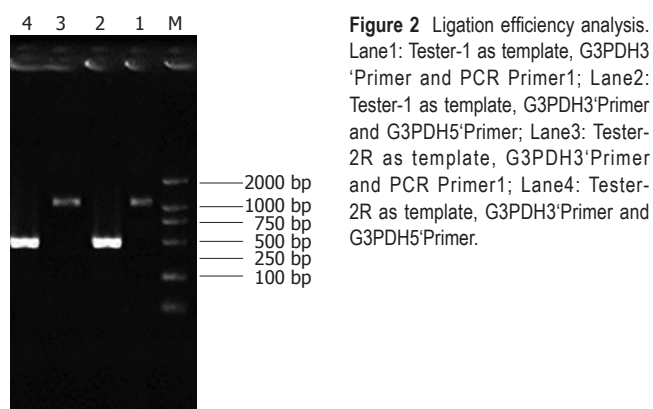 4 3 2 1 M
2000 bp
1000 bp
750 bp
500 bp
250 bp
100 bp
Figure 2 Ligation efficiency analysis.
Lane1: Tester-1 as template, G3PDH3
‘Primer and PCR Primer1; Lane2:
Tester-1 as template, G3PDH3‘Primer
and G3PDH5‘Primer; Lane3: Tester-
2R as template, G3PDH3‘Primer
and PCR Primer1; Lane4: Tester-
2R as template, G3PDH3‘Primer and
G3PDH5‘Primer.